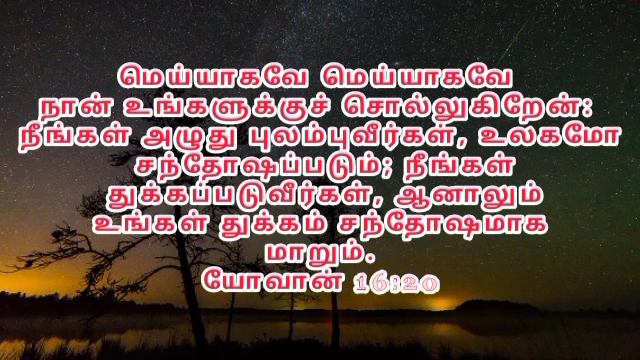 மெய்யாகவே மெய்யாகவே
நான் உங்களுக்குச் சொல்லுகிறேன்:
நீங்கள் அழுது புலம்புவீர்கள், உலகமோ
சந்தோஷப்படும்; நீங்கள்
துக்கப்படுவீர்கள், ஆனாலும்
உங்கள் துக்கம் சந்தோஷமாக
மாறும்.
யோவான் 16:20